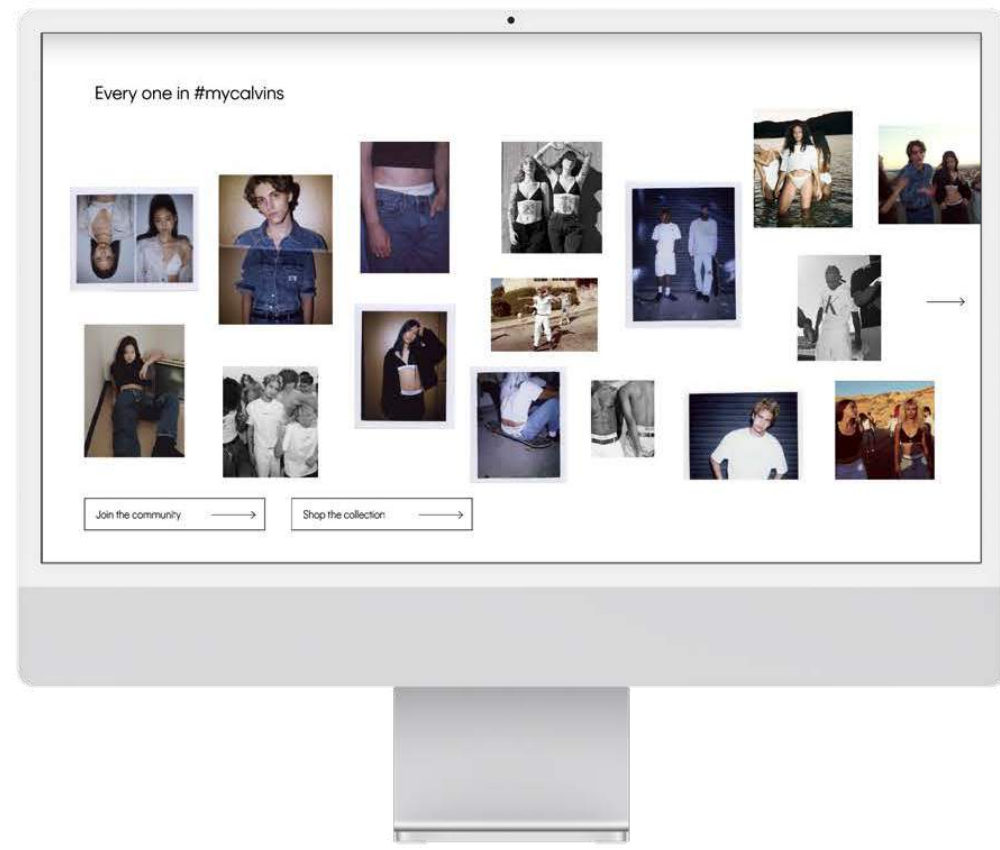 Every one in #mycalvins
K
Join the community
Shop the collection